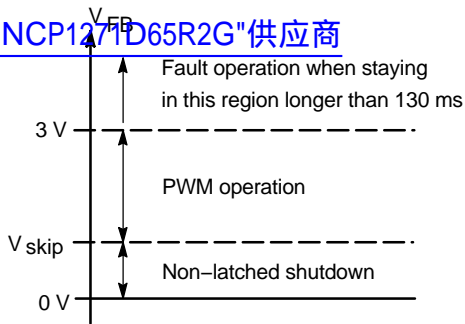 V FB
NCP1271D65R2G"供应商
Fault operation when staying
in this region longer than 130 ms
3 V
PWM operation
V skip
Non−latched shutdown
0 V